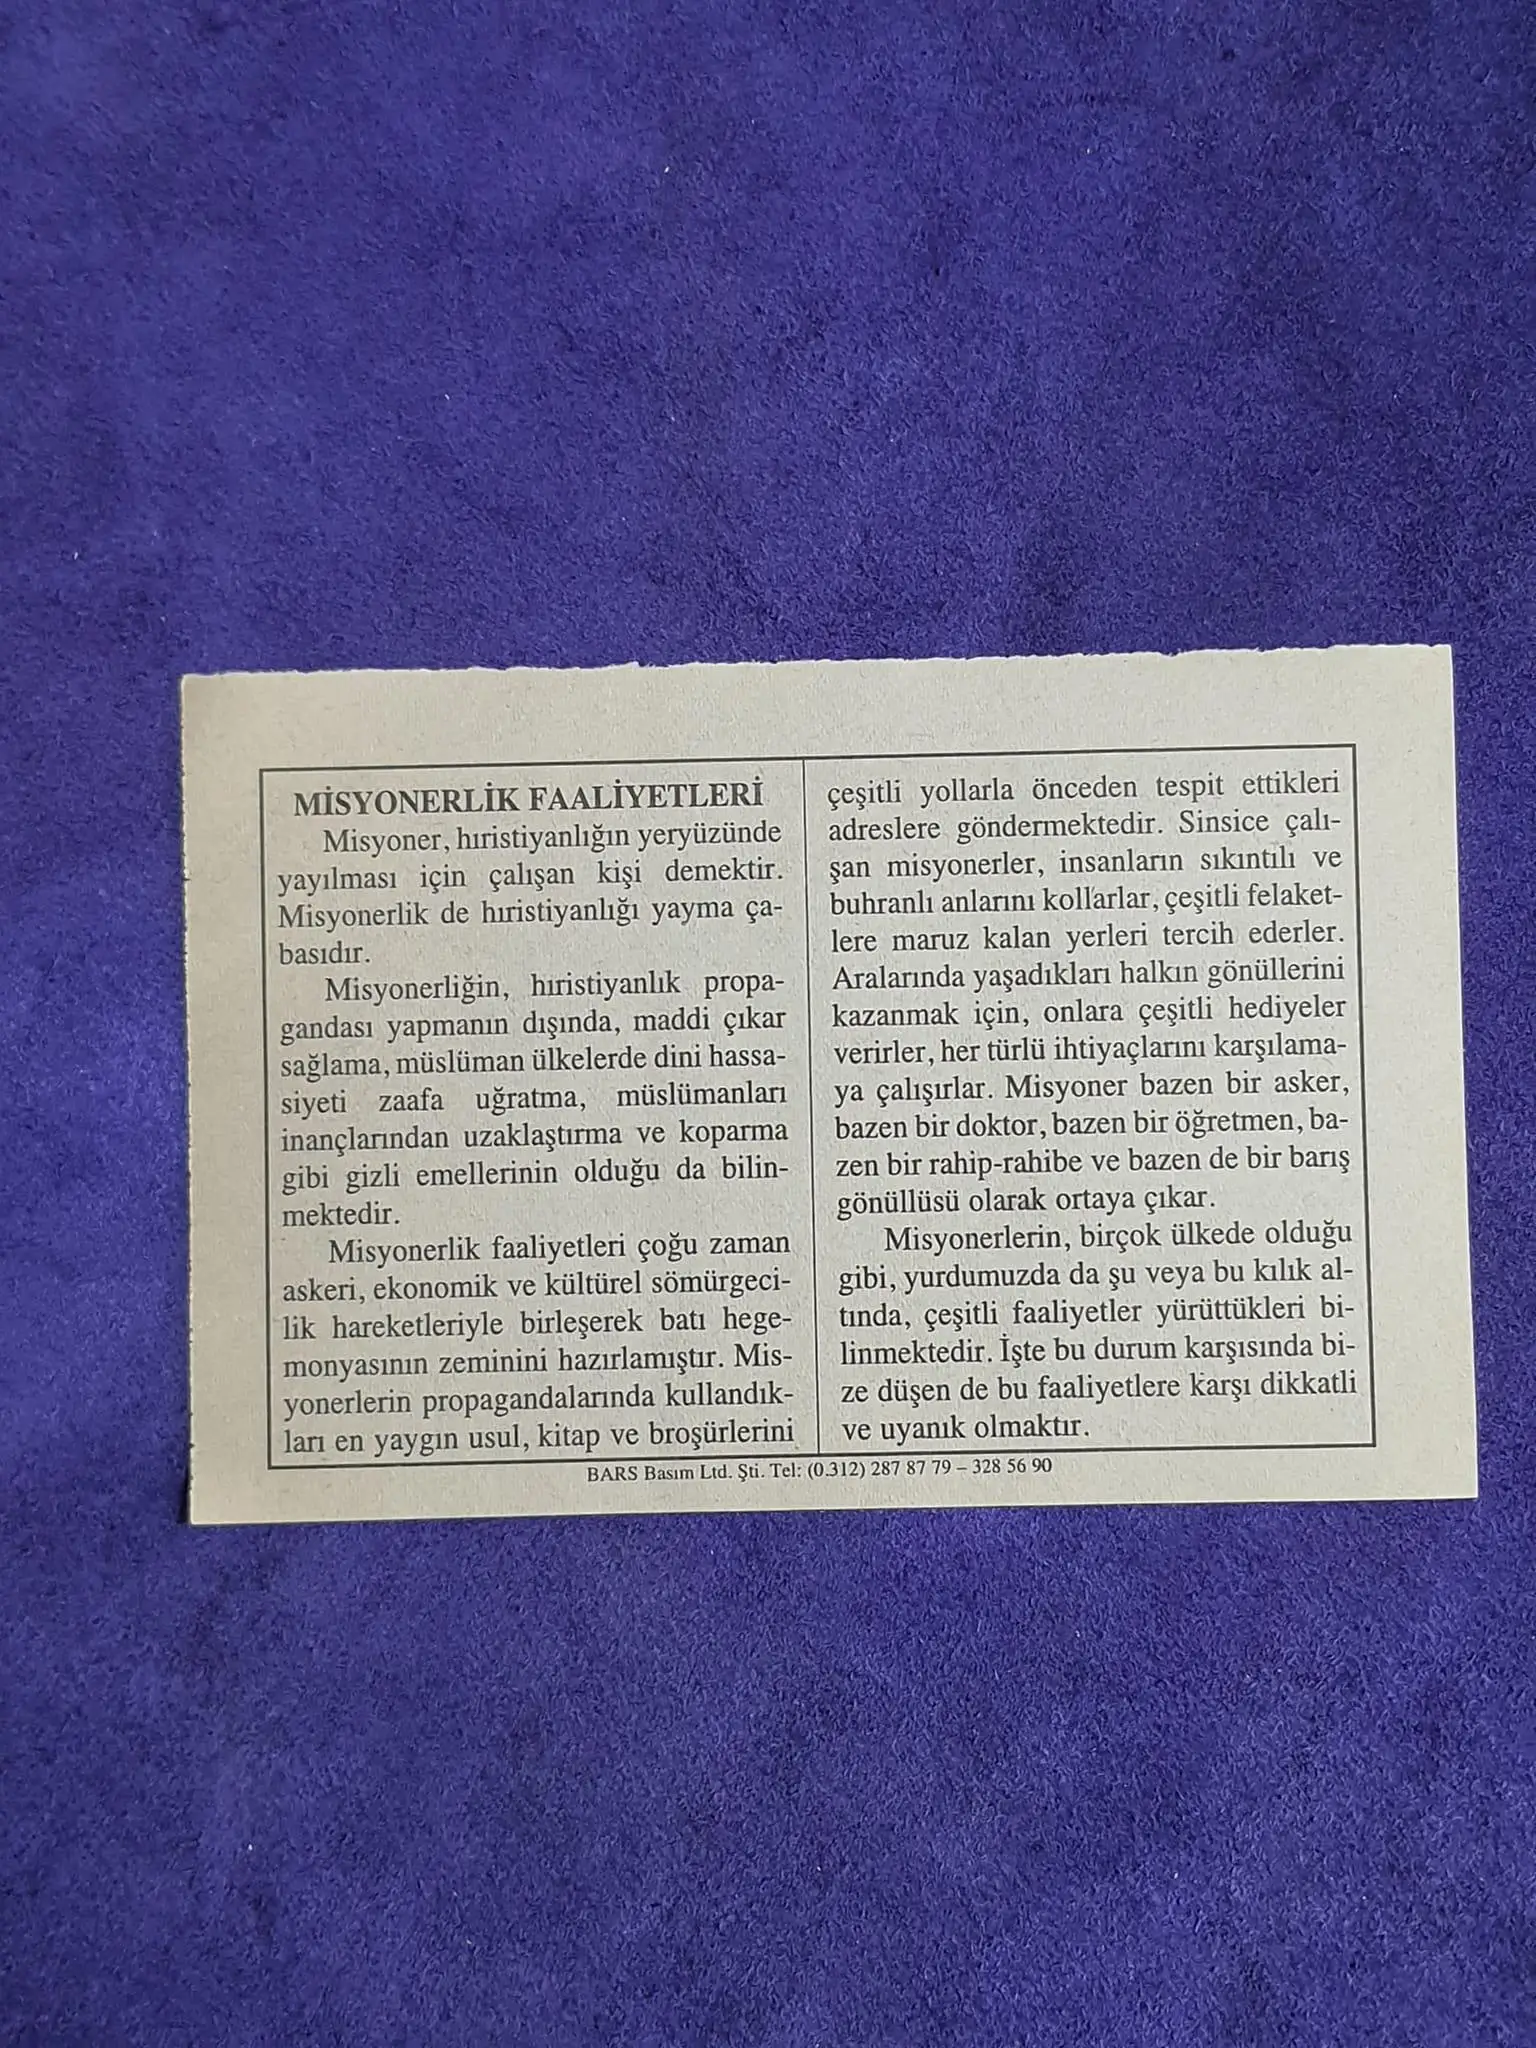 MİSYONERLİK FAALİYETLERİ
Misyoner, hıristiyanlığın yeryüzünde
yayılması için çalışan kişi demektir.
Misyonerlik de hıristiyanlığı yayma ça-
basıdır.
Misyonerliğin, hıristiyanlık propa-
gandası yapmanın dışında, maddi çıkar
sağlama, müslüman ülkelerde dini hassa-
siyeti zaafa uğratma, müslümanları
inançlarından uzaklaştırma ve koparma
gibi gizli emellerinin olduğu da bilin-
mektedir.
Misyonerlik faaliyetleri çoğu zaman
askeri, ekonomik ve kültürel sömürgeci-
lik hareketleriyle birleşerek batı hege-
monyasının zeminini hazırlamıştır. Mis-
yonerlerin propagandalarında kullandık-
ları en yaygın usul, kitap ve broşürlerini
çeşitli yollarla önceden tespit ettikleri
adreslere göndermektedir. Sinsice çalı-
şan misyonerler, insanların sıkıntılı ve
buhranlı anlarını kollarlar, çeşitli felaket-
lere maruz kalan yerleri tercih ederler.
Aralarında yaşadıkları halkın gönüllerini
kazanmak için, onlara çeşitli hediyeler
verirler, her türlü ihtiyaçlarını karşılama-
ya çalışırlar. Misyoner bazen bir asker,
bazen bir doktor, bazen bir öğretmen, ba-
zen bir rahip-rahibe ve bazen de bir barış
gönüllüsü olarak ortaya çıkar.
Misyonerlerin, birçok ülkede olduğu
gibi, yurdumuzda da şu veya bu kılık al-
tında, çeşitli faaliyetler yürüttükleri bi-
linmektedir. İşte bu durum karşısında bi-
ze düşen de bu faaliyetlere karşı dikkatli
ve uyanık olmaktır.
BARS Basım Ltd. Şti. Tel: (0.312) 287 87 79 – 328 56 90